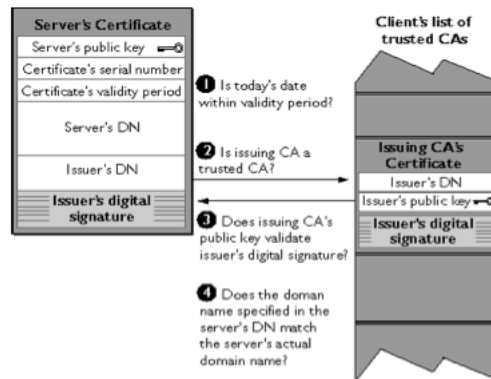 Server's Certificate
Server's public key
Certificate's serial number
Certificate's validity period
Server's DN
Issuer's DN
Issuer's digital
signature
1 Is today's date
within validity period?
2 Is issuing CA a
trusted CA?
3 Does issuing CA's
public key validate
issuer's digital signature?
4 Does the doman
name specified in the
server's DN match
the server's actual
domain name?
Client's list of
trusted CAs
Issuing CA's
Certificate
Issuer's DN
Issuer's public key
Issuer's digital
signature